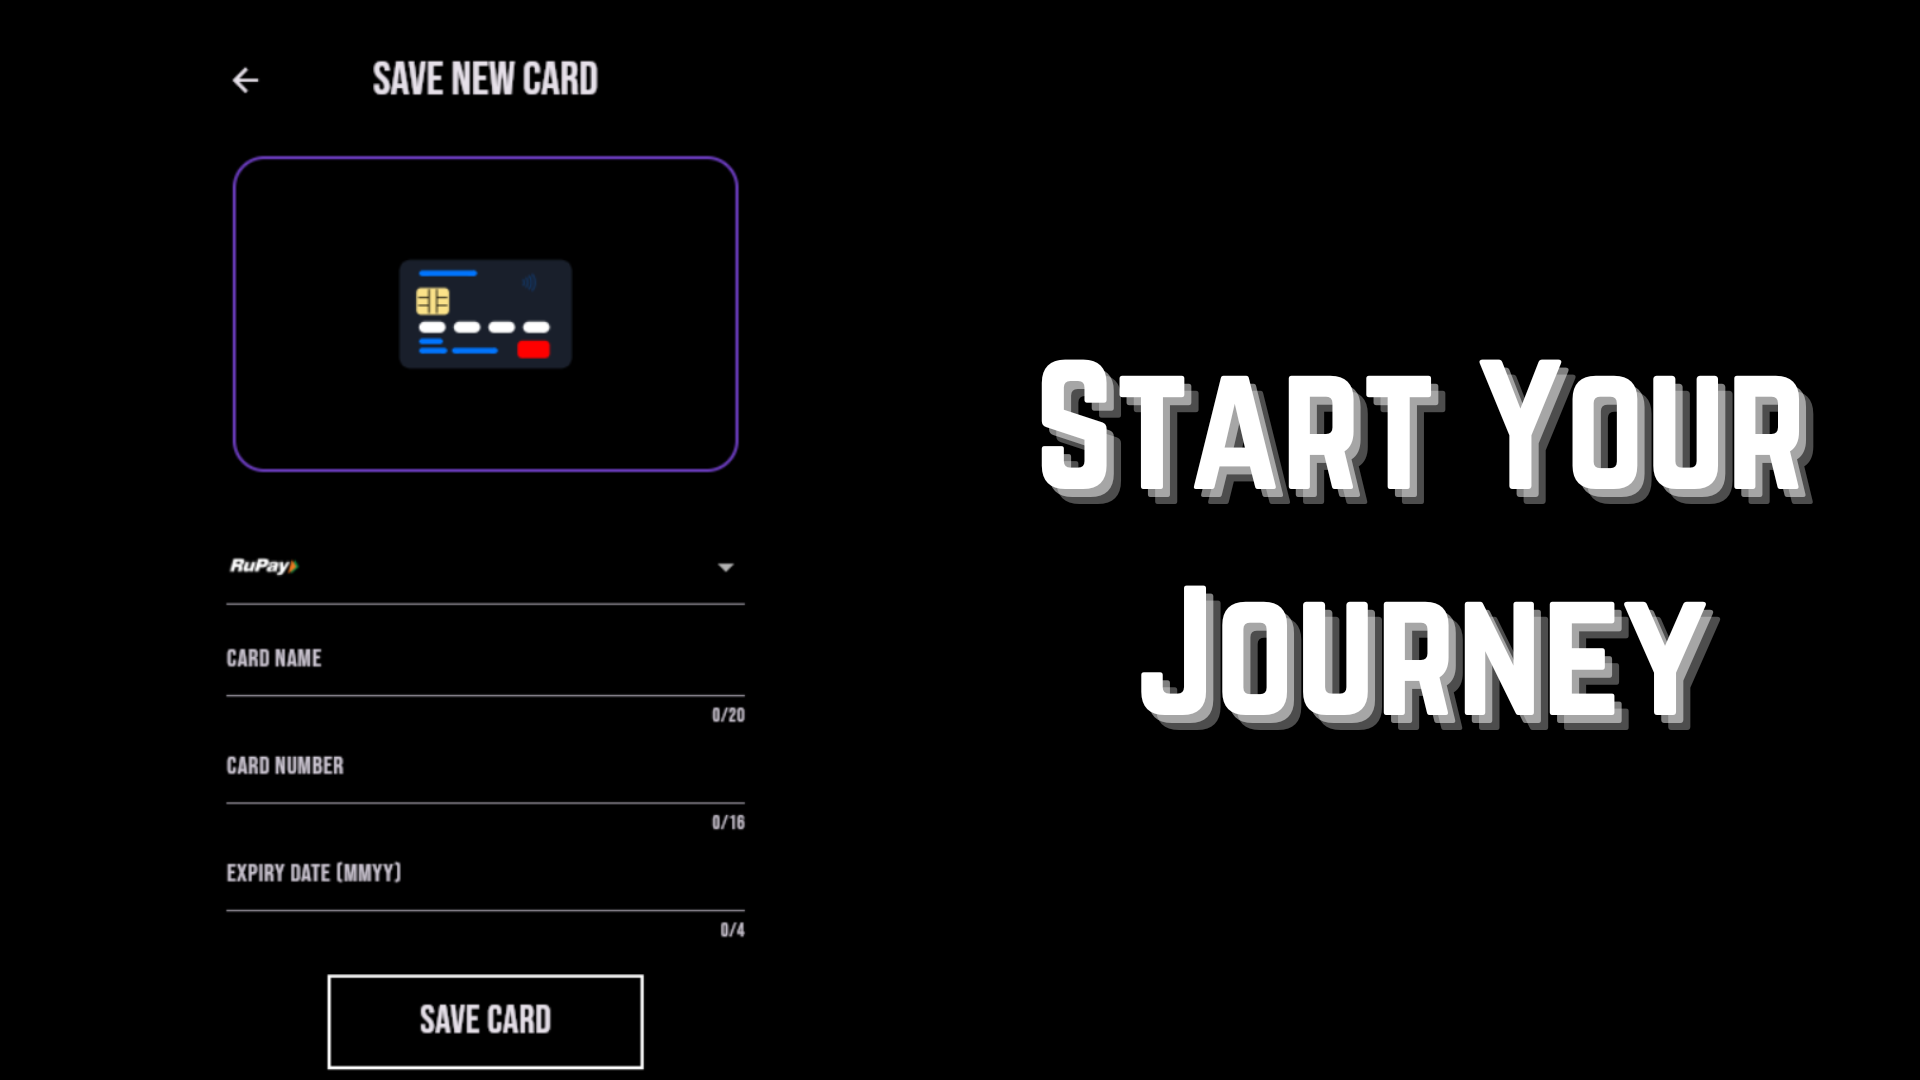 SAVE NEW CARD
RuPay
CARD NAME
0/20
CARD NUMBER
0/16
EXPIRY DATE (MMYY)
0/4
SAVE CARD
START YOUR
JOURNEY